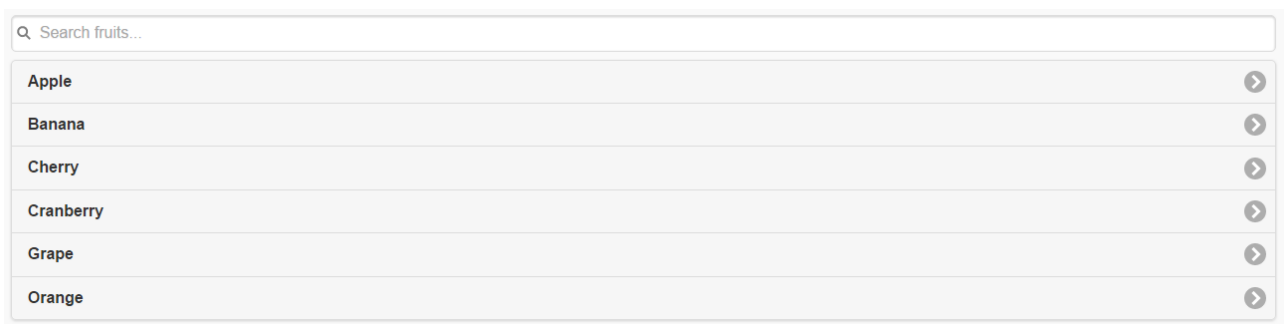 Search fruits...
Apple
Banana
Cherry
Cranberry
Grape
Orange